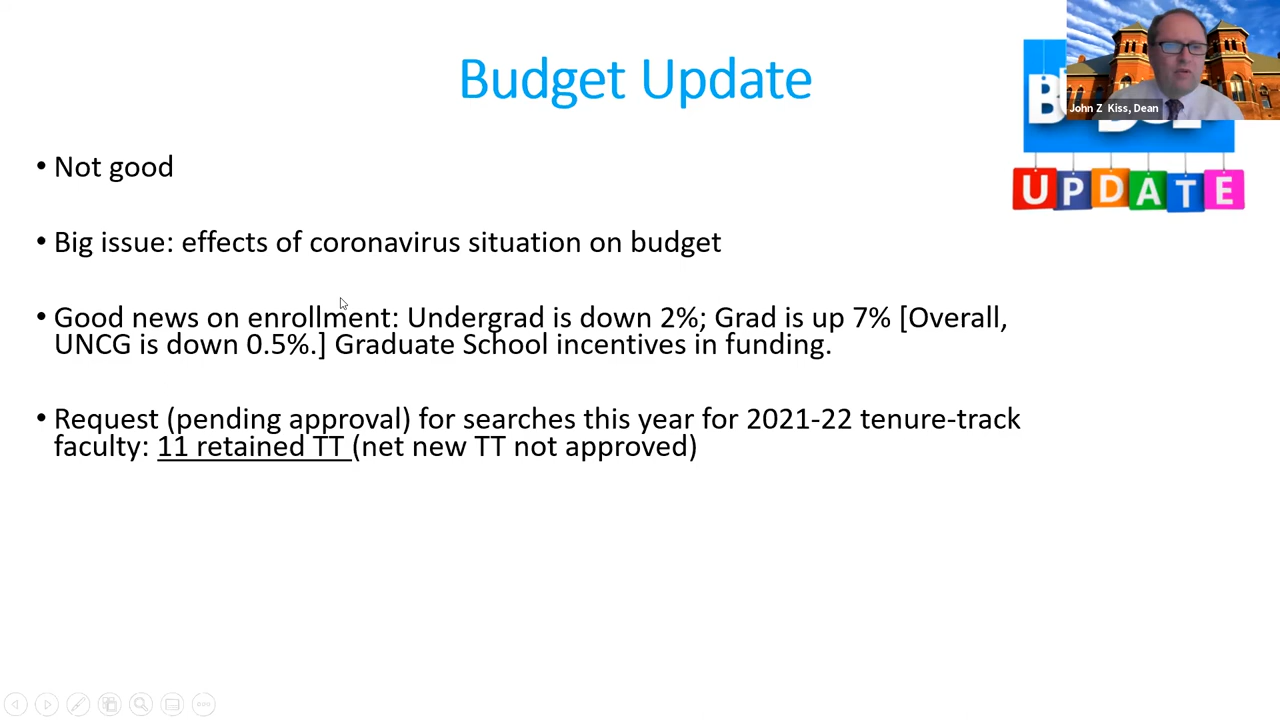 Budget Update
John Z Kiss, Dean
UPDATE
• Not good
• Big issue: effects of coronavirus situation on budget
• Good news on enrollment: Undergrad is down 2%; Grad is up 7% [Overall,
UNCG is down 0.5%.] Graduate School incentives in funding.
• Request (pending approval) for searches this year for 2021-22 tenure-track
faculty: 11 retained TT (net new TT not approved)